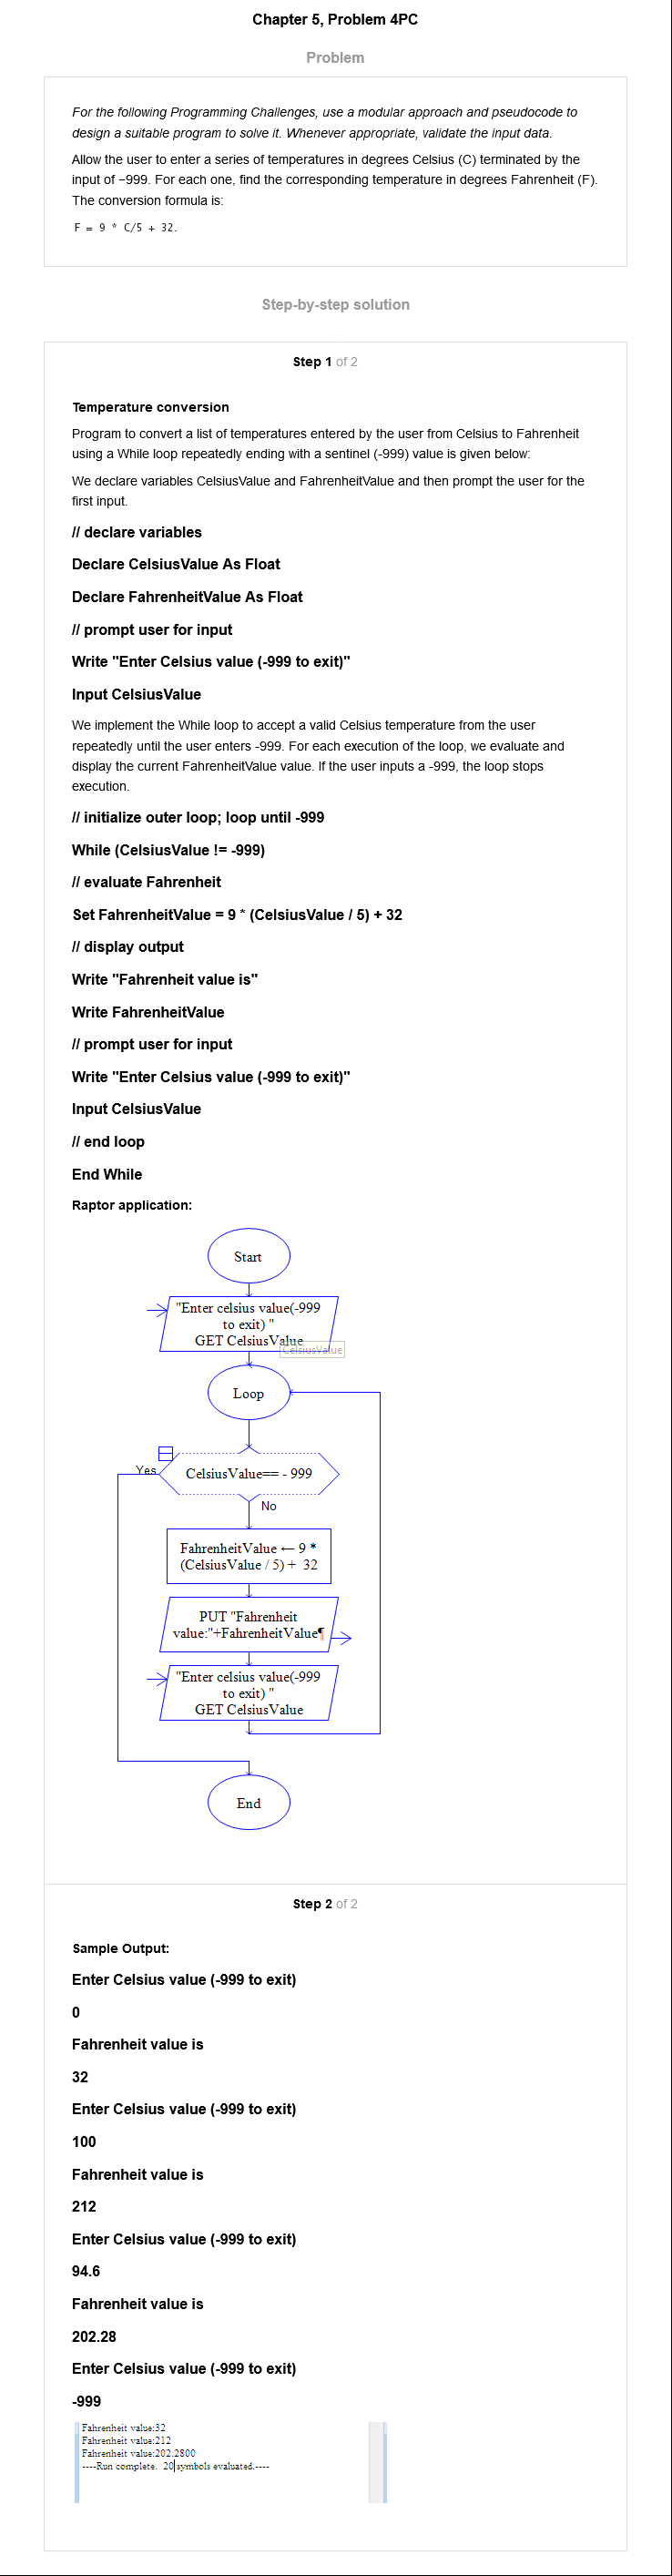 Chapter 5, Problem 4PC
Problem
For the following Programming Challenges, use a modular approach and pseudocode to
design a suitable program to solve it. Whenever appropriate, validate the input data.
Allow the user to enter a series of temperatures in degrees Celsius (C) terminated by the
input of −999. For each one, find the corresponding temperature in degrees Fahrenheit (F).
The conversion formula is:
F = 9 * C/5 + 32.
Step-by-step solution
Step 1 of 2
Temperature conversion
Program to convert a list of temperatures entered by the user from Celsius to Fahrenheit
using a While loop repeatedly ending with a sentinel (-999) value is given below:
We declare variables CelsiusValue and FahrenheitValue and then prompt the user for the
first input.
// declare variables
Declare CelsiusValue As Float
Declare FahrenheitValue As Float
// prompt user for input
Write "Enter Celsius value (-999 to exit)"
Input CelsiusValue
We implement the While loop to accept a valid Celsius temperature from the user
repeatedly until the user enters -999. For each execution of the loop, we evaluate and
display the current FahrenheitValue value. If the user inputs a -999, the loop stops
execution.
// initialize outer loop; loop until -999
While (CelsiusValue != -999)
// evaluate Fahrenheit
Set FahrenheitValue = 9 * (CelsiusValue / 5) + 32
// display output
Write "Fahrenheit value is"
Write FahrenheitValue
// prompt user for input
Write "Enter Celsius value (-999 to exit)"
Input CelsiusValue
// end loop
End While
Raptor application:
Start
"Enter celsius value(-999
to exit) "
GET CelsiusValue
CelsiusValue
Loop
Yes
CelsiusValue== - 999
No
FahrenheitValue ← 9 *
(CelsiusValue / 5) + 32
PUT "Fahrenheit
value:"+FahrenheitValue¶
"Enter celsius value(-999
to exit) "
GET CelsiusValue
End
Step 2 of 2
Sample Output:
Enter Celsius value (-999 to exit)
0
Fahrenheit value is
32
Enter Celsius value (-999 to exit)
100
Fahrenheit value is
212
Enter Celsius value (-999 to exit)
94.6
Fahrenheit value is
202.28
Enter Celsius value (-999 to exit)
-999
Fahrenheit value:32
Fahrenheit value:212
Fahrenheit value:202.2800
----Run complete. 20 symbols evaluated.----